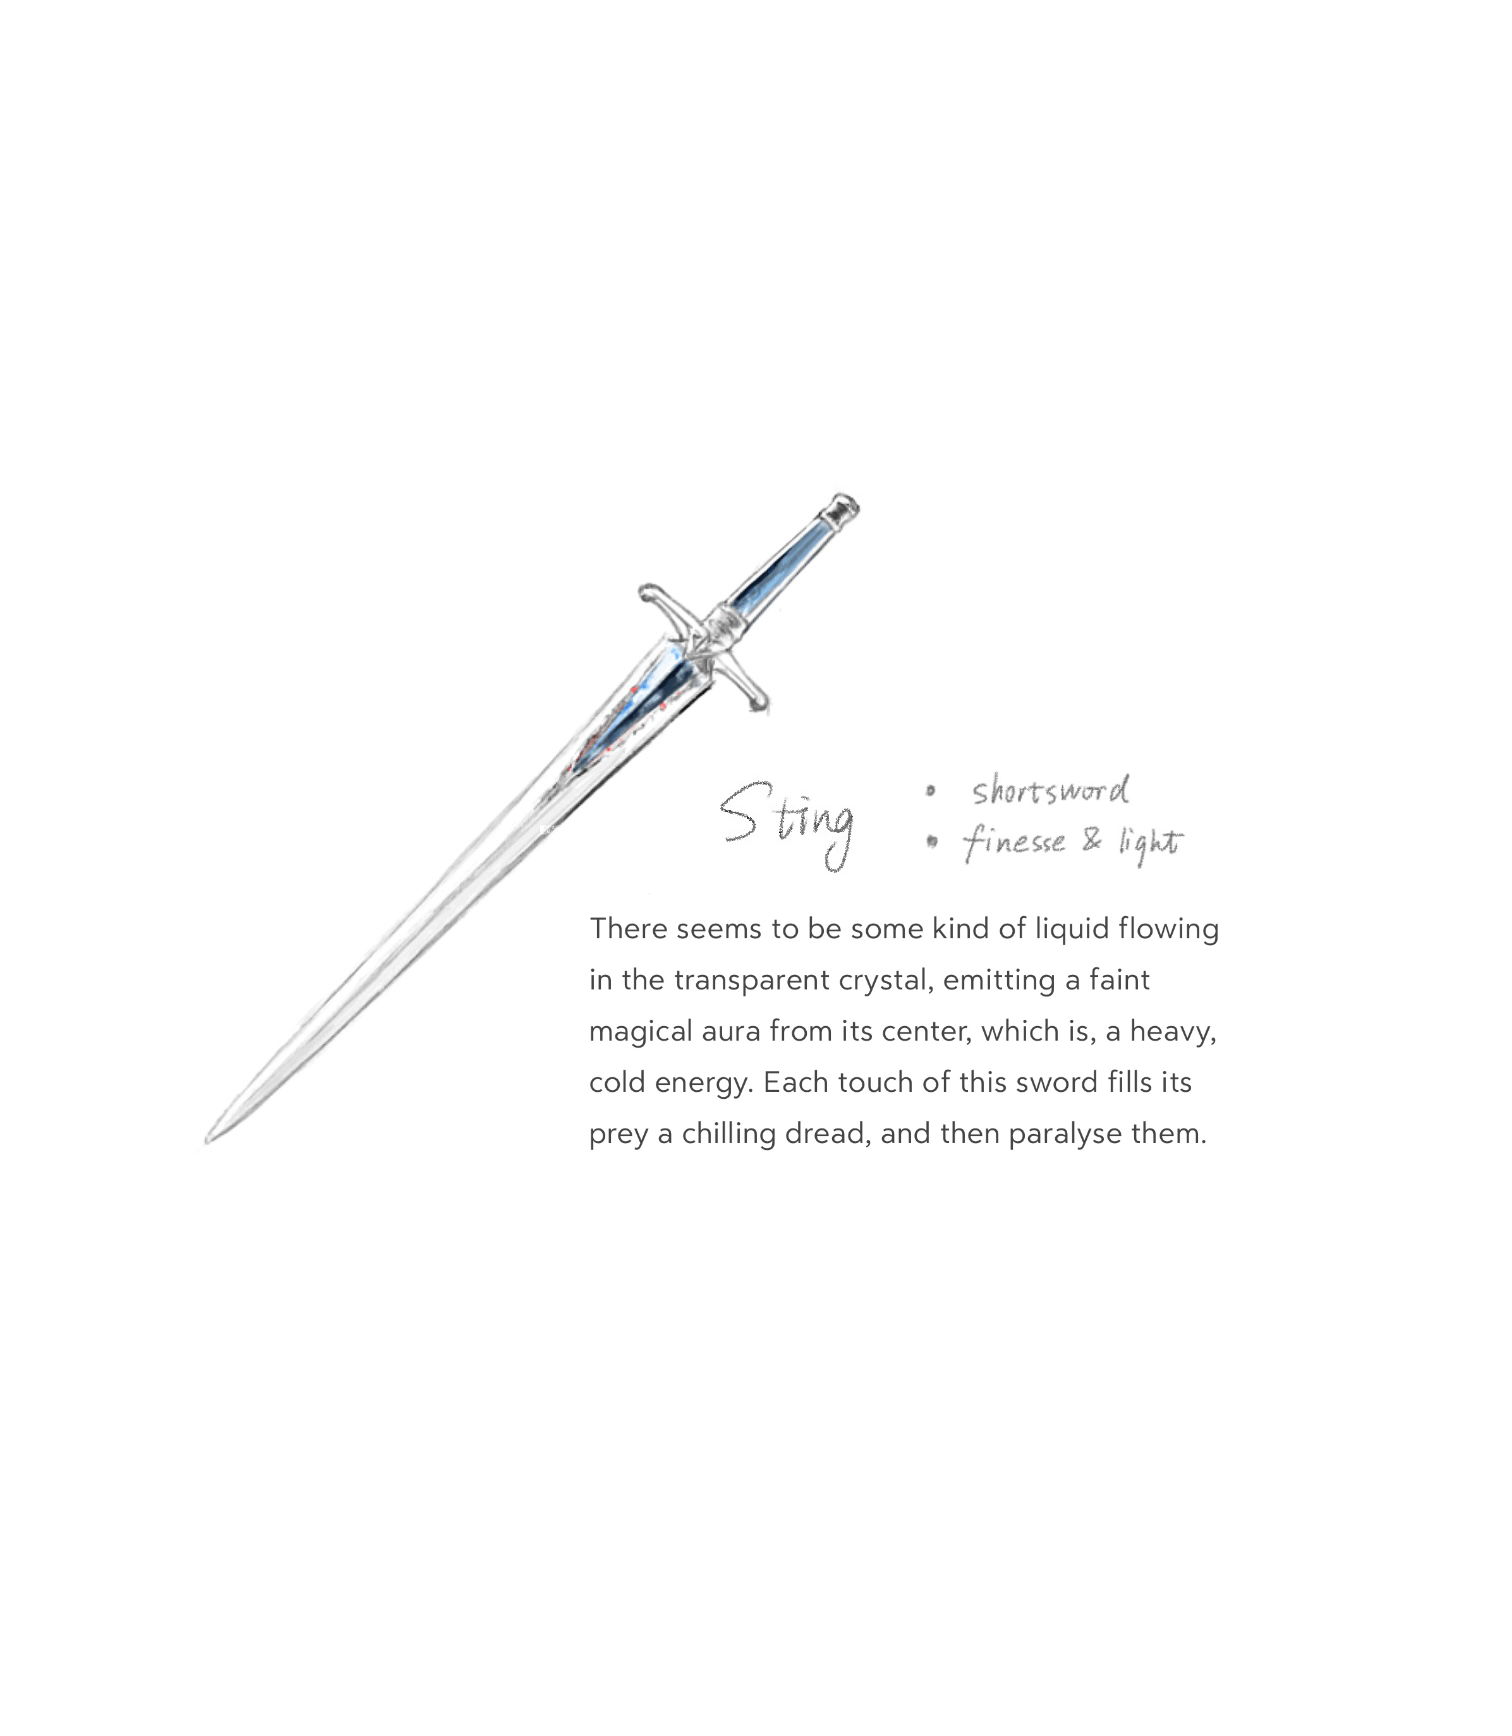 Sting
• shortsword
• finesse & light
There seems to be some kind of liquid flowing
in the transparent crystal, emitting a faint
magical aura from its center, which is, a heavy,
cold energy. Each touch of this sword fills its
prey a chilling dread, and then paralyse them.